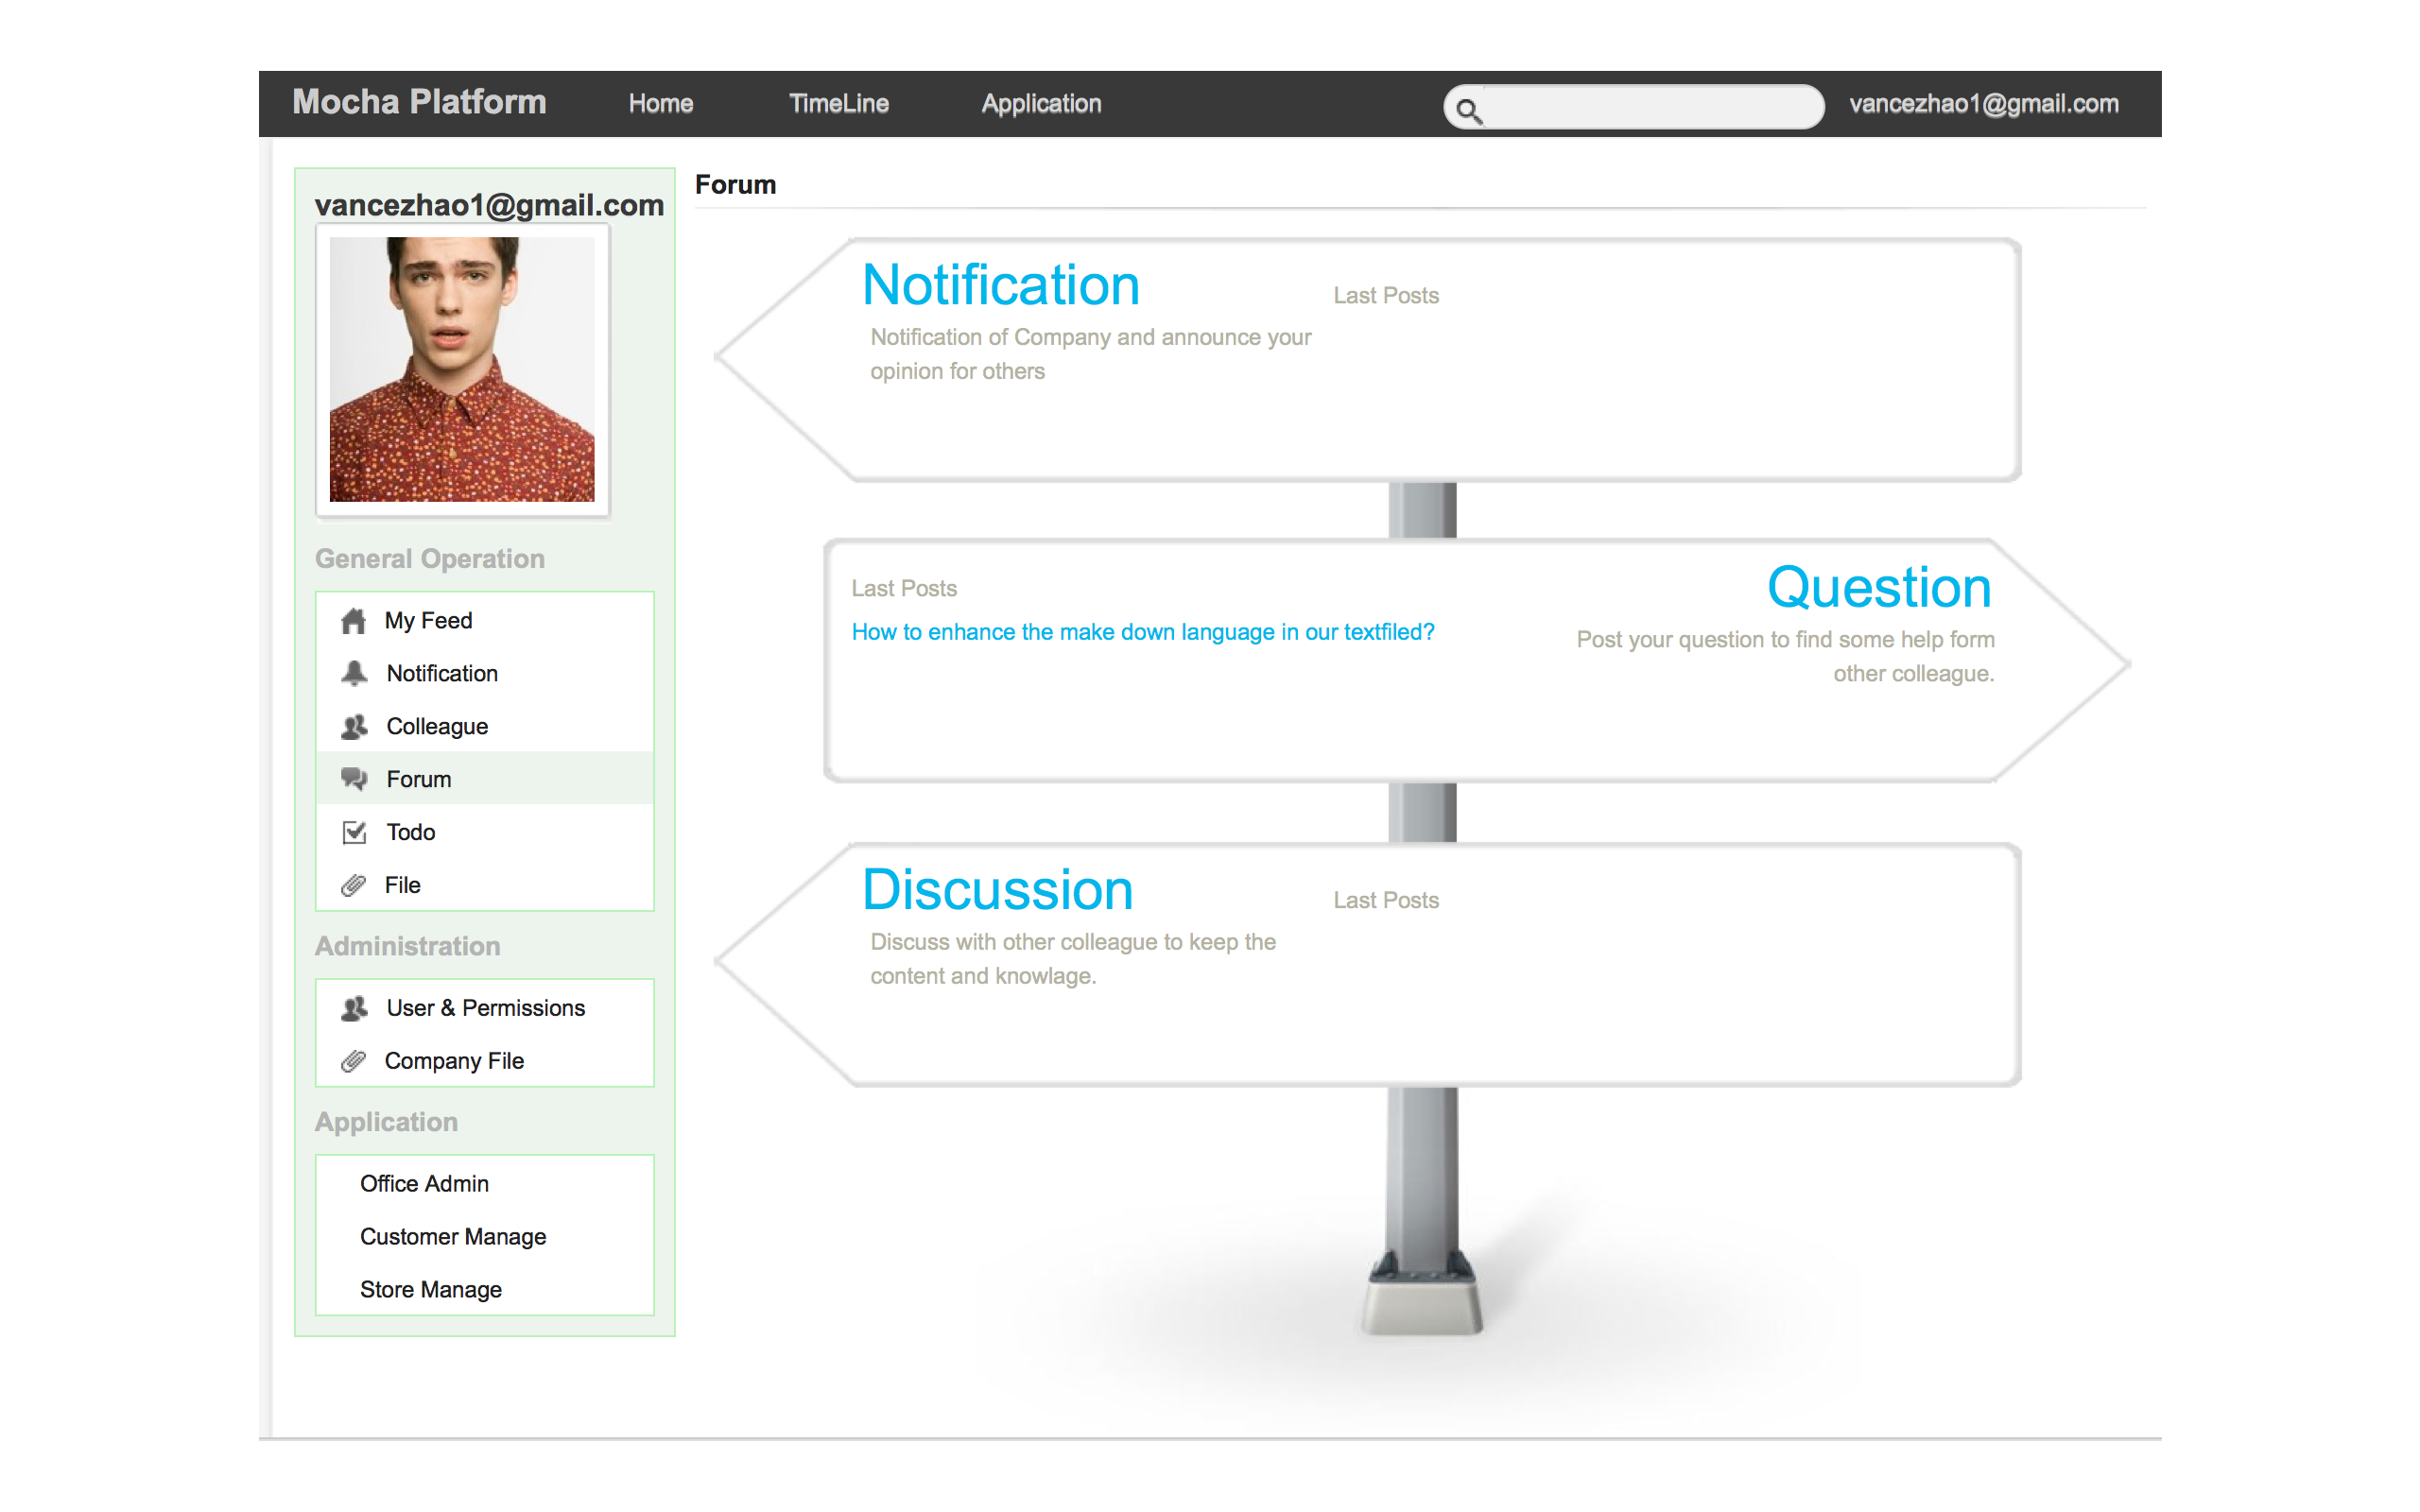 Mocha Platform Home TimeLine Application vancezhao1@gmail.com
vancezhao1@gmail.com
General Operation
My Feed
Notification
Colleague
Forum
Todo
File
Administration
User & Permissions
Company File
Application
Office Admin
Customer Manage
Store Manage
Forum
Notification
Notification of Company and announce your
opinion for others
Last Posts
Last Posts
How to enhance the make down language in our textfiled?
Question
Post your question to find some help form
other colleague.
Discussion
Discuss with other colleague to keep the
content and knowlage.
Last Posts